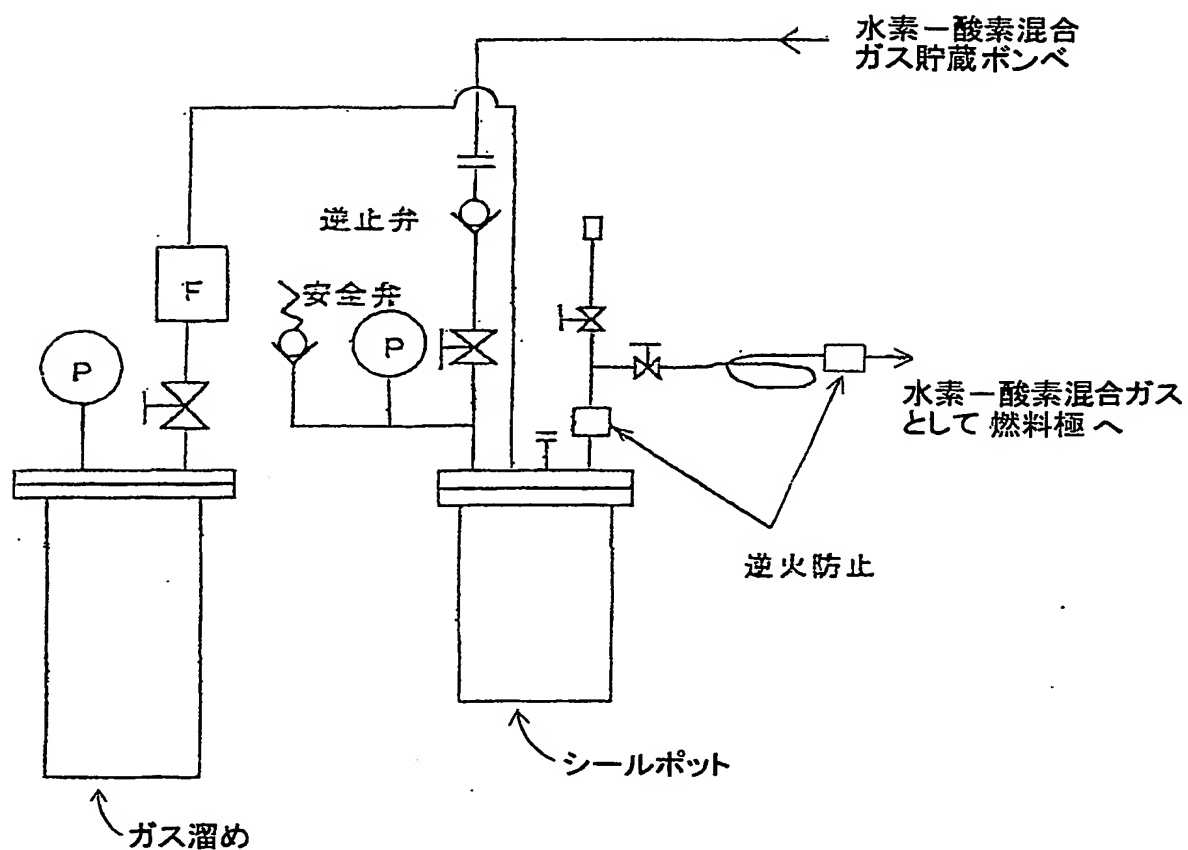 水素－酸素混合
ガス貯蔵ボンベ
逆止弁
F
安全弁
P
P
水素－酸素混合ガス
として 燃料極 へ
逆火防止
シールポット
ガス溜め